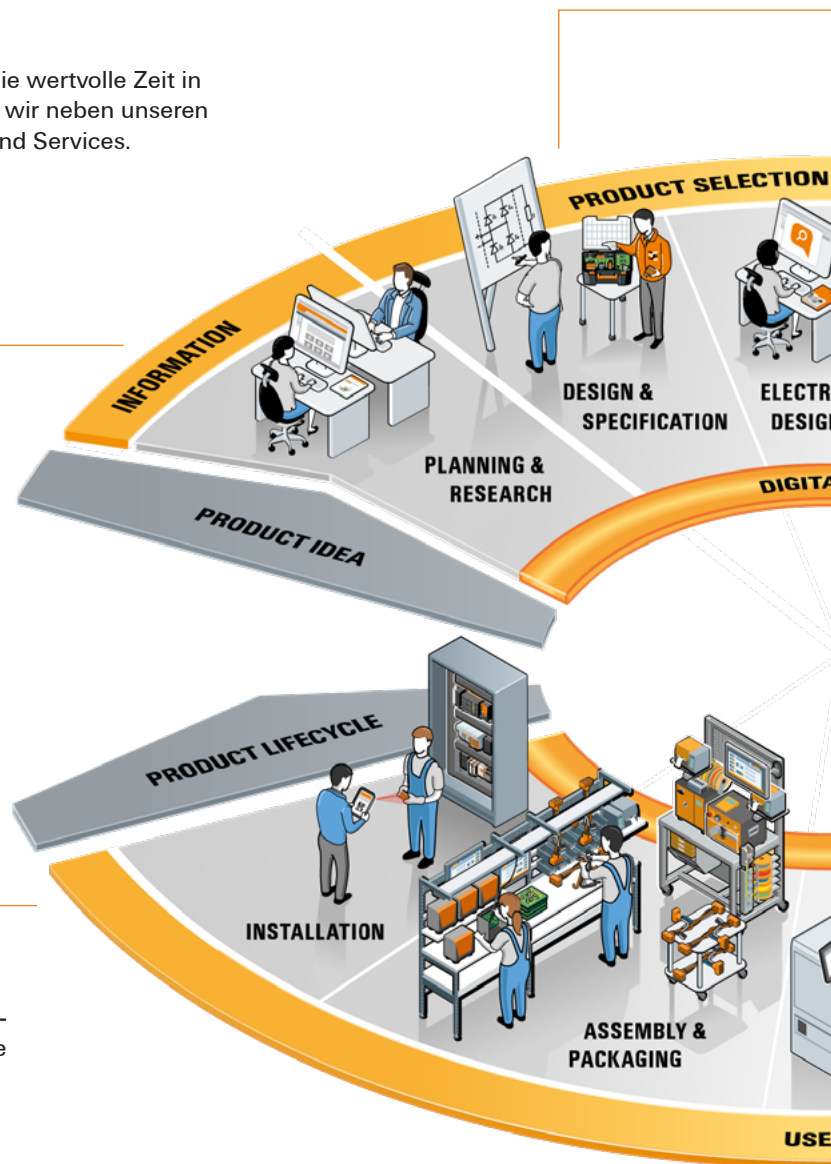 ie wertvolle Zeit in
wir neben unseren
nd Services.
PRODUCT SELECTION
INFORMATION
DESIGN &
SPECIFICATION
ELECTR
DESIG
PLANNING &
RESEARCH
DIGITA
PRODUCT IDEA
PRODUCT LIFECYCLE
INSTALLATION
ASSEMBLY &
PACKAGING
-
e
USE